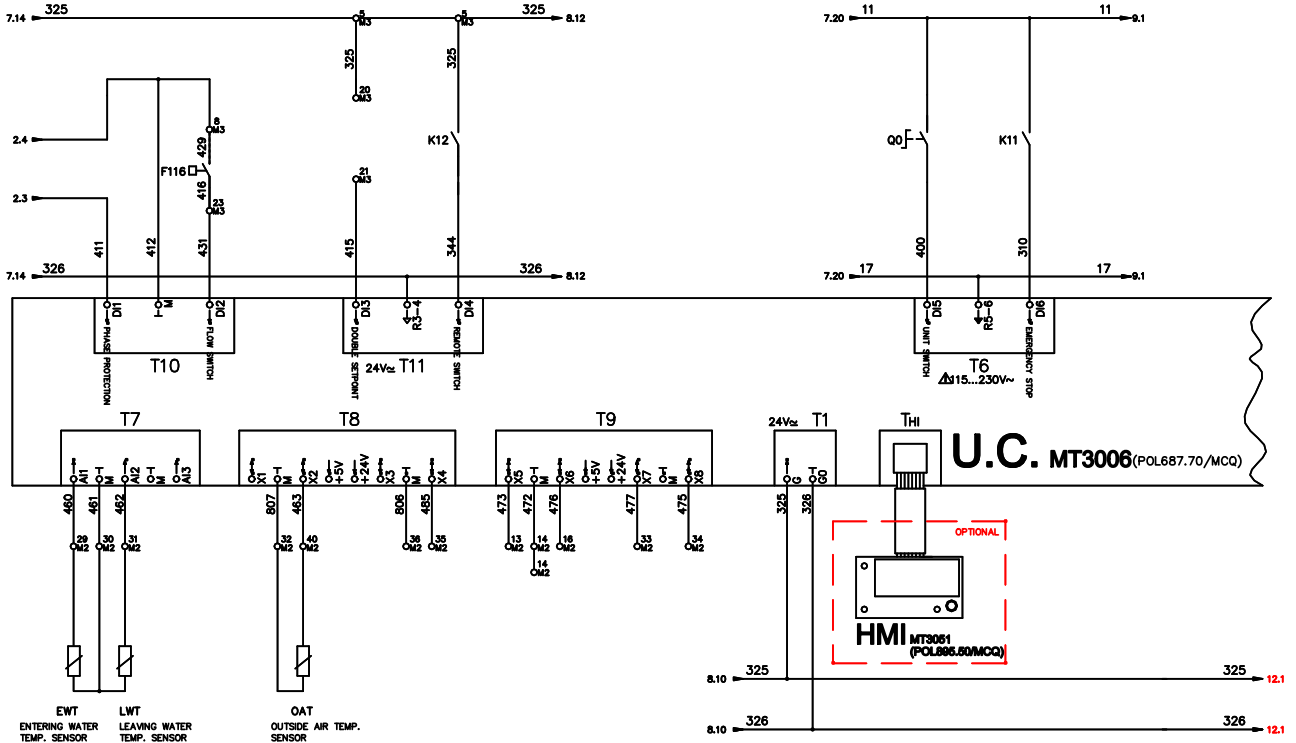 7.14 325 5 M3 325 5 M3 8.12 7.20 11 11 9.1
325 325
20 M3
8 M3
2.4 429 K12 Q0 K11
F116
416
21 M3
2.3 23 M3
411 412 431 415 344 400 310
7.14 326 326 8.12 7.20 17 17 9.1
DI1 M DI2 DI3 R3-4 DI4 DI5 R5-6 DI6
PHASE PROTECTION
FLOW SWITCH
DOUBLE SETPOINT
REMOTE SWITCH
UNIT SWITCH
EMERGENCY STOP
T10 24V≃ T11 T6
115...230V~
T7 T8 T9 24V≃ T1 THI
U.C. MT3006(POL687.70/MCQ)
AI1 M AI2 M AI3 X1 M X2 +5V +24V X3 M X4 X5 M X6 +5V +24V X7 M X8 G G0
460 461 462 807 463 806 485 473 472 476 477 475 325 326
OPTIONAL
29 M2 30 M2 31 M2 32 M2 40 M2 36 M2 35 M2 13 M2 14 M2 16 M2 33 M2 34 M2
14 M2
HMI MT3051
(POL895.50/MCQ)
8.10 325 325 12.1
EWT LWT OAT
ENTERING WATER
TEMP. SENSOR
LEAVING WATER
TEMP. SENSOR
OUTSIDE AIR TEMP.
SENSOR
8.10 326 326 12.1